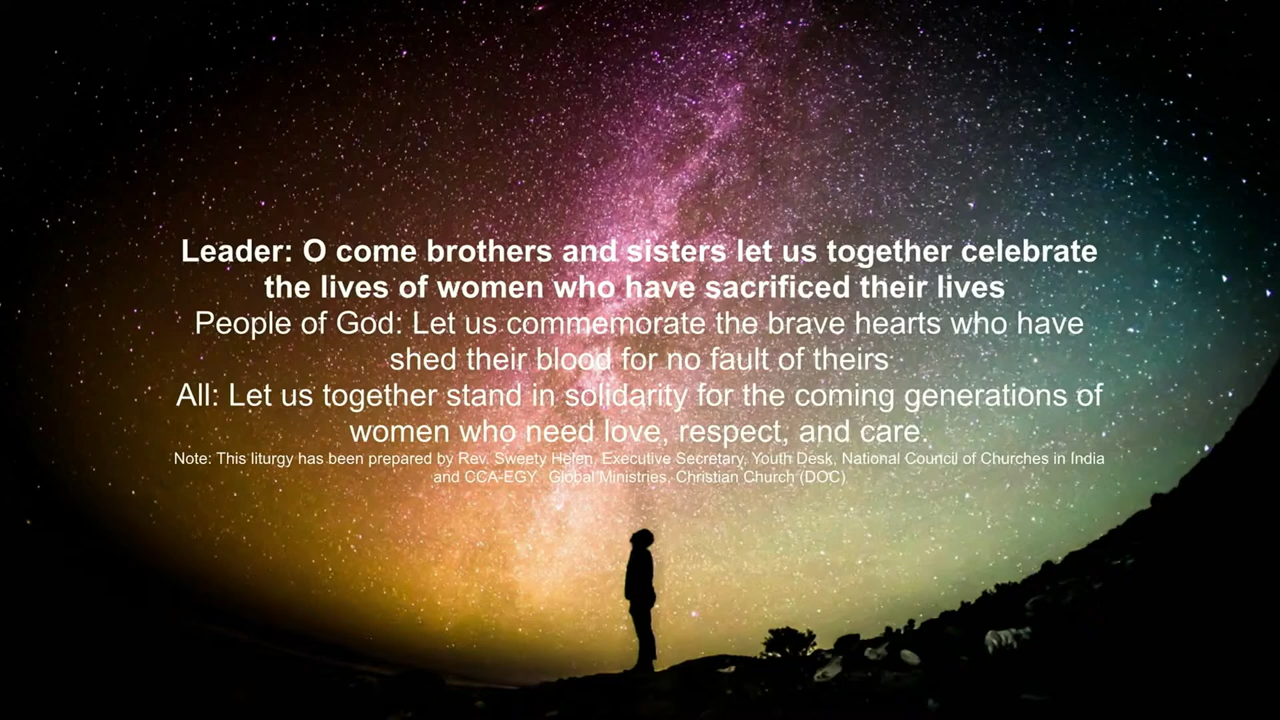 Leader: O come brothers and sisters let us together celebrate
the lives of women who have sacrificed their lives
People of God: Let us commemorate the brave hearts who have
shed their blood for no fault of theirs
All: Let us together stand in solidarity for the coming generations of
women who need love, respect, and care.
Note: This liturgy has been prepared by Rev. Sweety Helen, Executive Secretary, Youth Desk, National Council of Churches in India
and CCA-EGY.  Global Ministries, Christian Church (DOC)